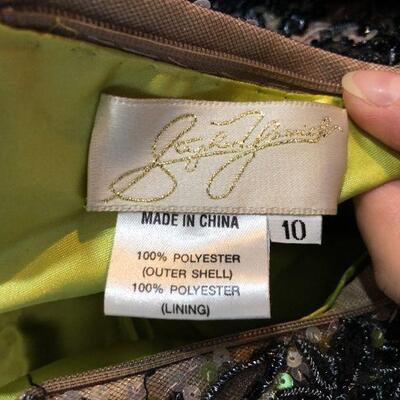 MADE IN CHINA
10
100% POLYESTER
(OUTER SHELL)
100% POLYESTER
(LINING)